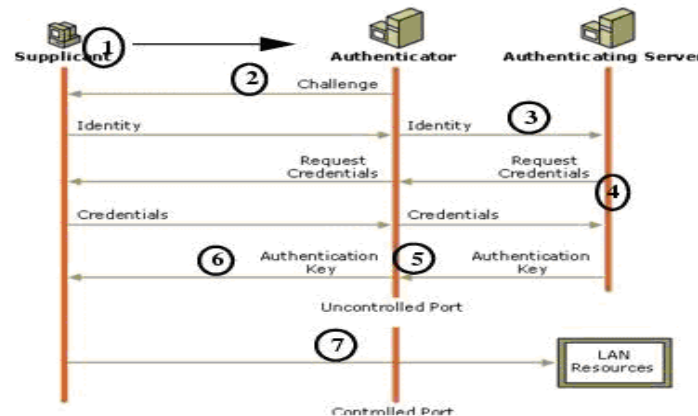 1
Supplicant
Authenticator
Authenticating Server
2
Challenge
Identity
Identity
3
Request
Credentials
Request
Credentials
4
Credentials
Credentials
6
Authentication
Key
5
Authentication
Key
Uncontrolled Port
7
LAN
Resources
Controlled Port